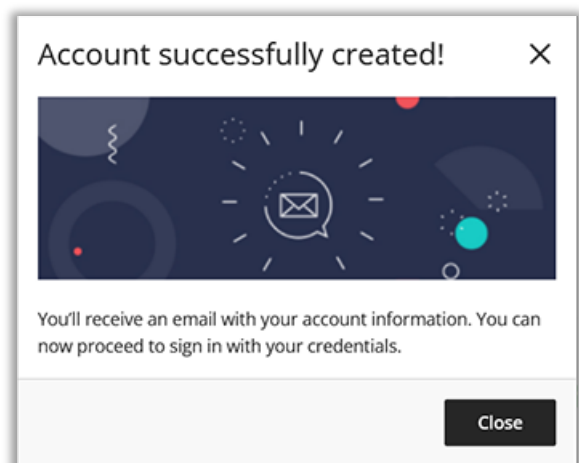 Account successfully created!
You'll receive an email with your account information. You can
now proceed to sign in with your credentials.
Close